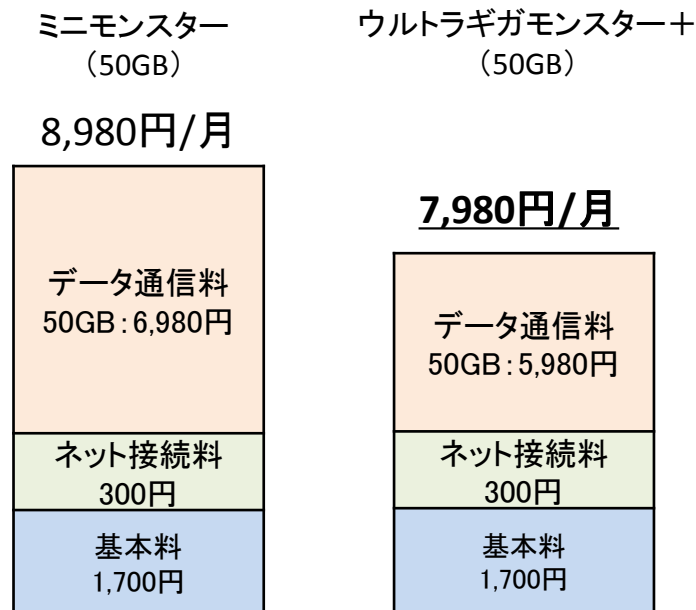 ミニモンスター
（50GB）
8,980円/月
データ通信料
50GB：6,980円
ネット接続料
300円
基本料
1,700円
ウルトラギガモンスター＋
（50GB）
7,980円/月
データ通信料
50GB：5,980円
ネット接続料
300円
基本料
1,700円